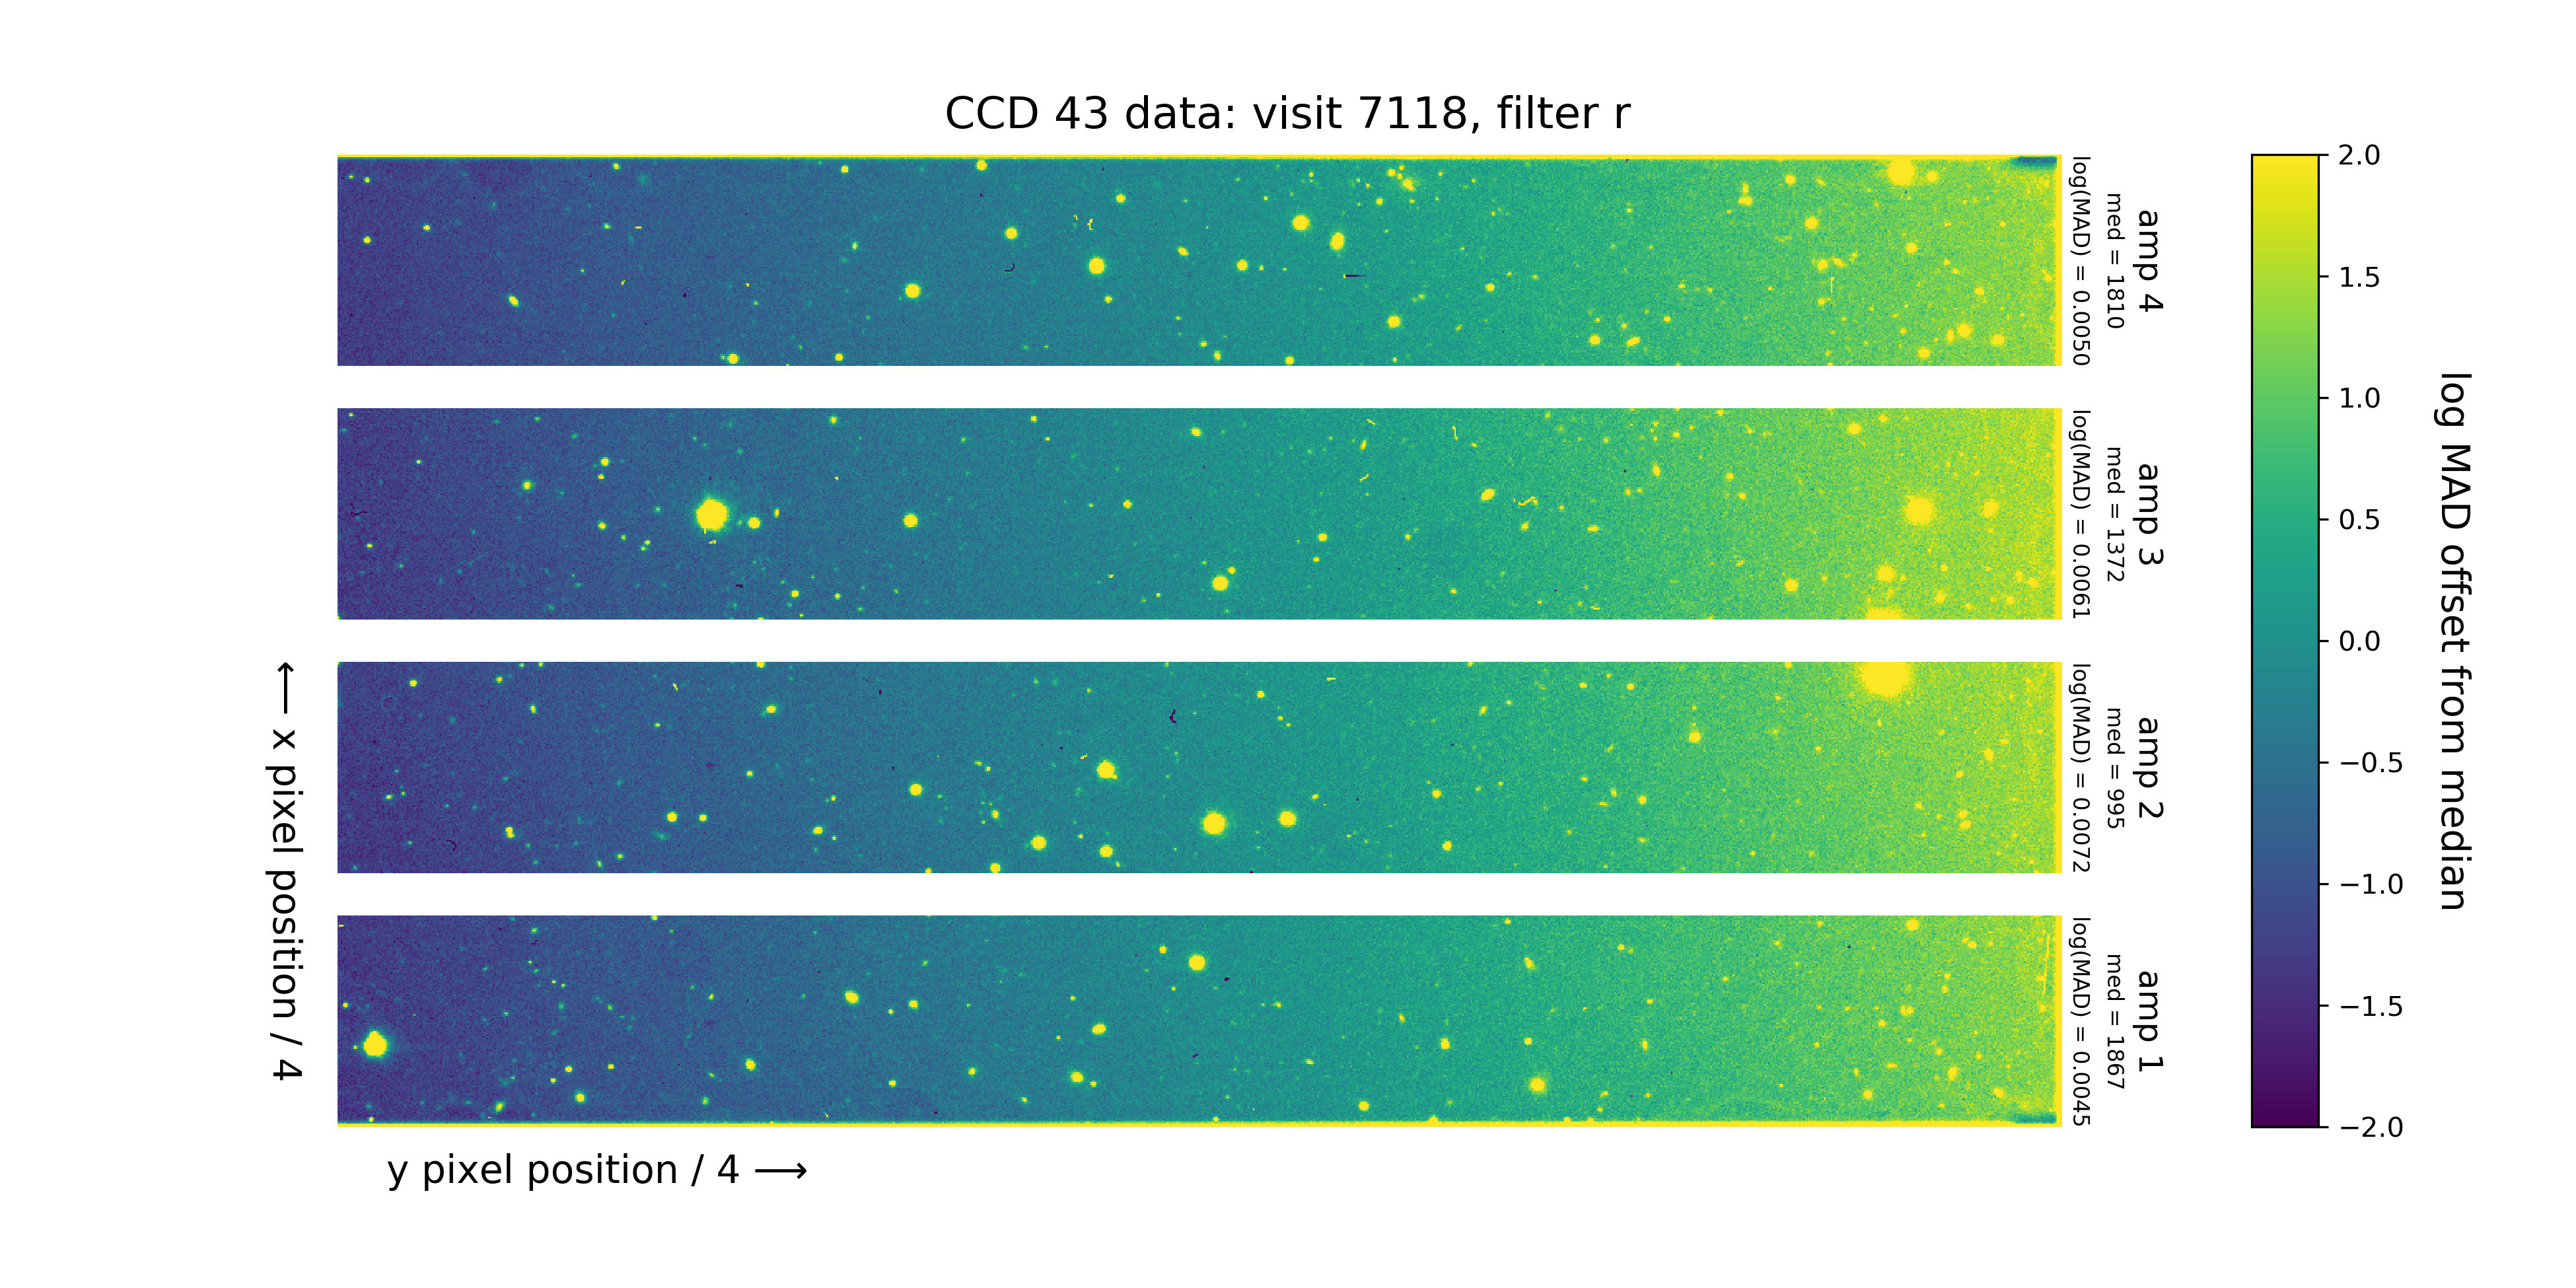 CCD 43 data: visit 7118, filter r
amp 4
med = 1810
log(MAD) = 0.0050
amp 3
med = 1372
log(MAD) = 0.0061
amp 2
med = 995
log(MAD) = 0.0072
amp 1
med = 1867
log(MAD) = 0.0045
⟵ x pixel position / 4
y pixel position / 4 ⟶
2.0
1.5
1.0
0.5
0.0
−0.5
−1.0
−1.5
−2.0
log MAD offset from median